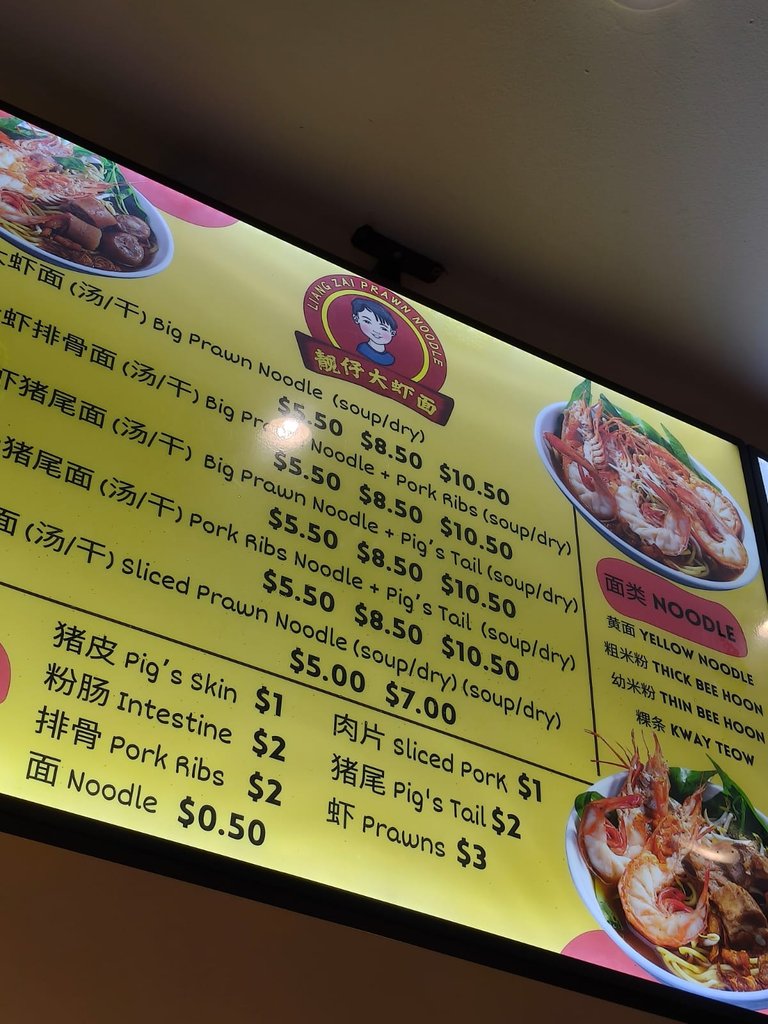 LIANG ZAI PRAWN NOODLE
靓仔大虾面
大虾面 (汤/干) Big Prawn Noodle (soup/dry)
$5.50 $8.50 $10.50
虾排骨面 (汤/干) Big Prawn Noodle + Pork Ribs (soup/dry)
$5.50 $8.50 $10.50
虾猪尾面 (汤/干) Big Prawn Noodle + Pig's Tail (soup/dry)
$5.50 $8.50 $10.50
猪尾面 (汤/干) Pork Ribs Noodle + Pig's Tail (soup/dry)
$5.50 $8.50 $10.50
面 (汤/干) Sliced Prawn Noodle (soup/dry) (soup/dry)
$5.00 $7.00
猪皮 Pig's Skin $1
粉肠 Intestine $2
排骨 Pork Ribs $2
面 Noodle $0.50
肉片 Sliced Pork $1
猪尾 Pig's Tail $2
虾 Prawns $3
面类 NOODLE
黄面 YELLOW NOODLE
粗米粉 THICK BEE HOON
幼米粉 THIN BEE HOON
粿条 KWAY TEOW